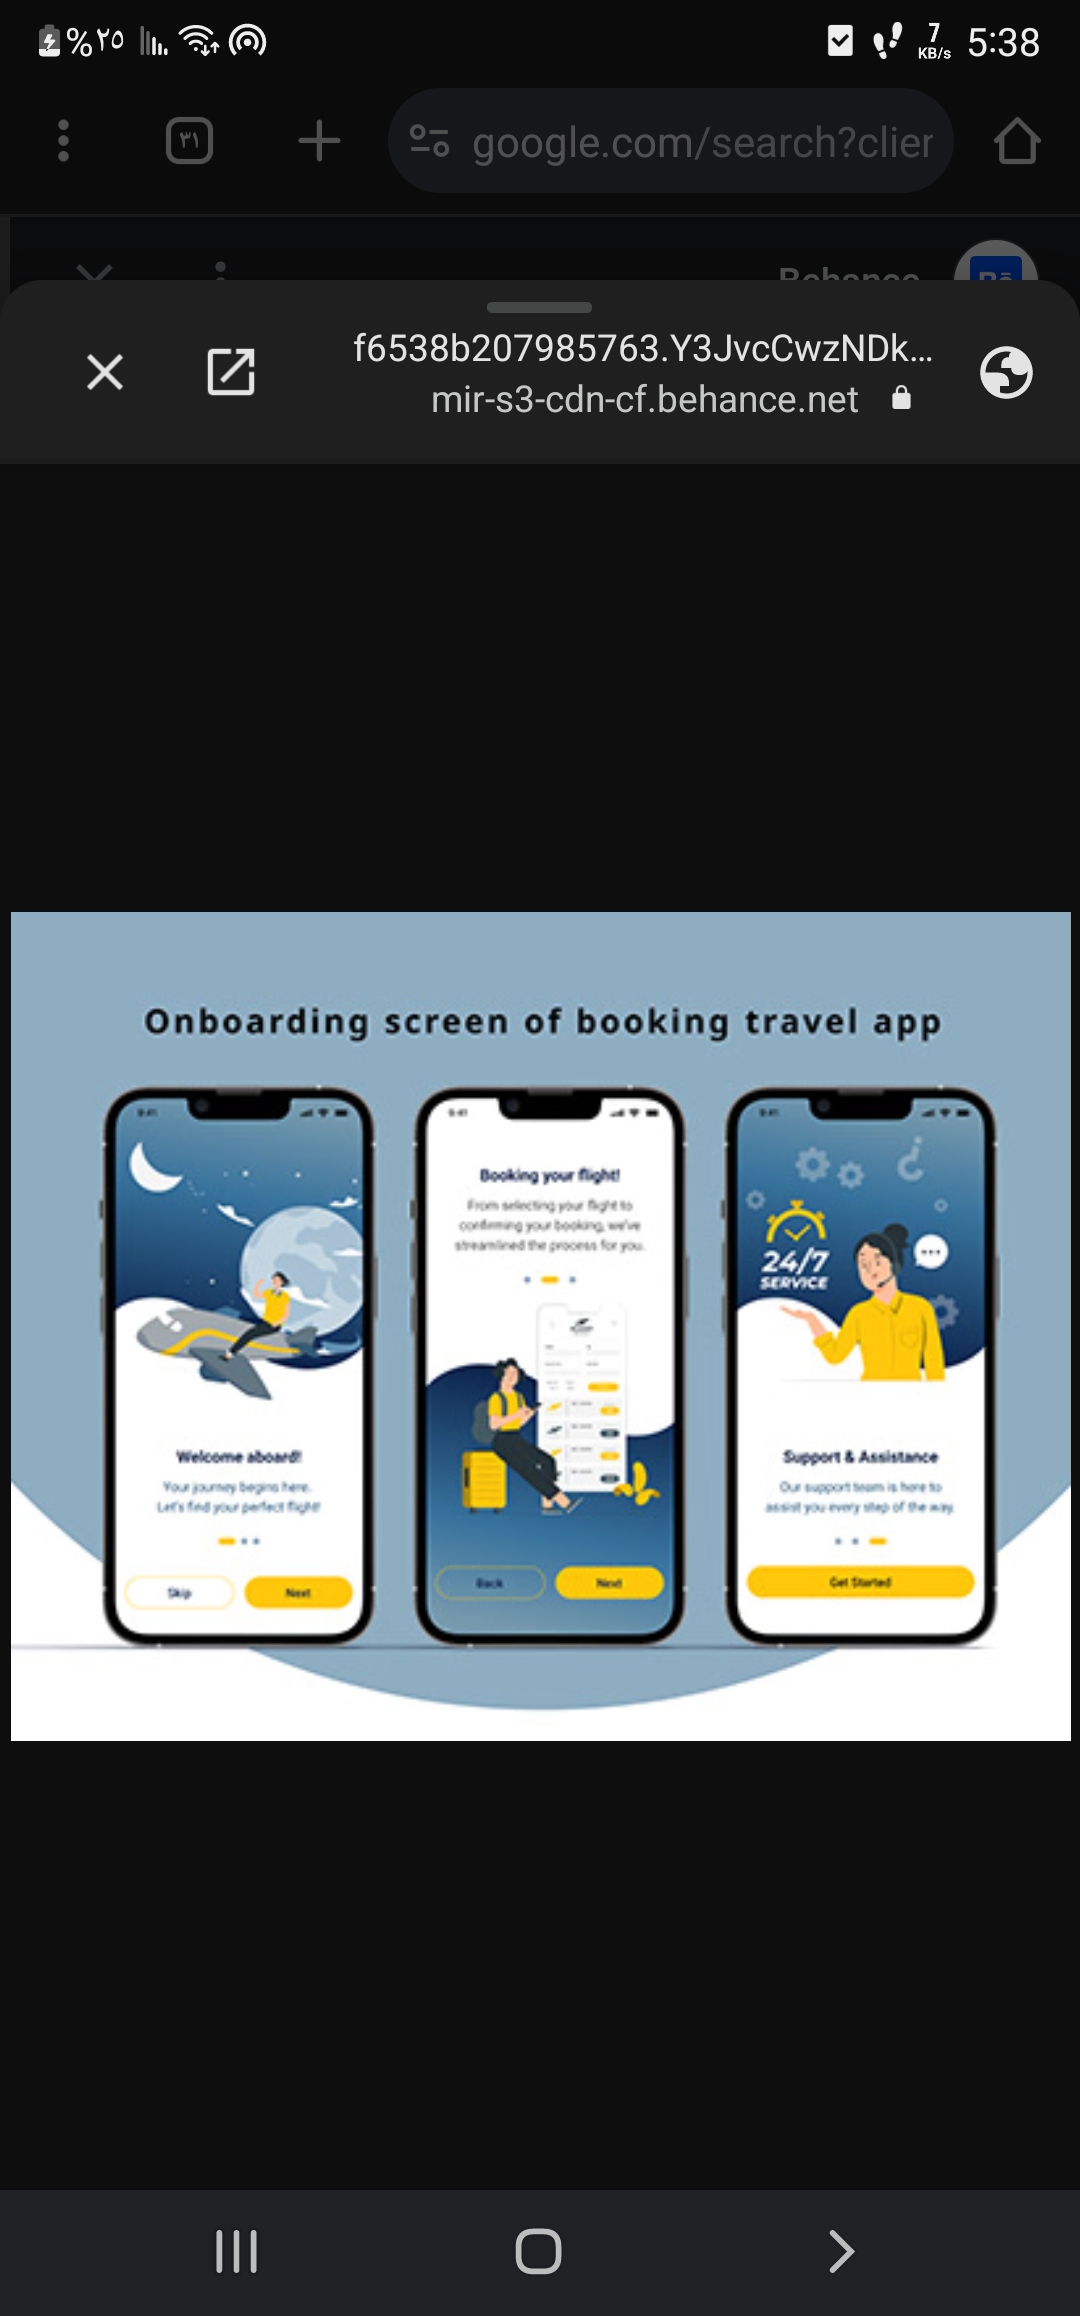 %٢٥
7
KB/s
5:38
٣١
google.com/search?clier
Behance
f6538b207985763.Y3JvcCwzNDk...
mir-s3-cdn-cf.behance.net
Onboarding screen of booking travel app
9:41
Welcome aboard!
Your journey begins here.
Let's find your perfect flight!
Skip
Next
9:41
Booking your flight!
From selecting your flight to
confirming your booking, we've
streamlined the process for you.
Back
Next
9:41
24/7
SERVICE
Support & Assistance
Our support team is here to
assist you every step of the way.
Get Started